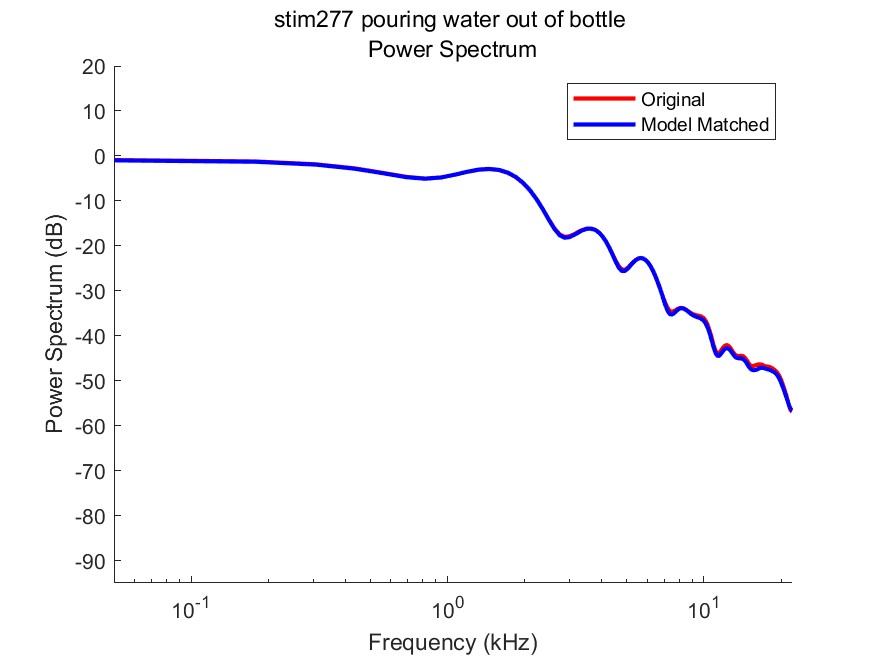 stim277 pouring water out of bottle
Power Spectrum
Original
Model Matched
Power Spectrum (dB)
20
10
0
-10
-20
-30
-40
-50
-60
-70
-80
-90
10^-1
10^0
10^1
Frequency (kHz)